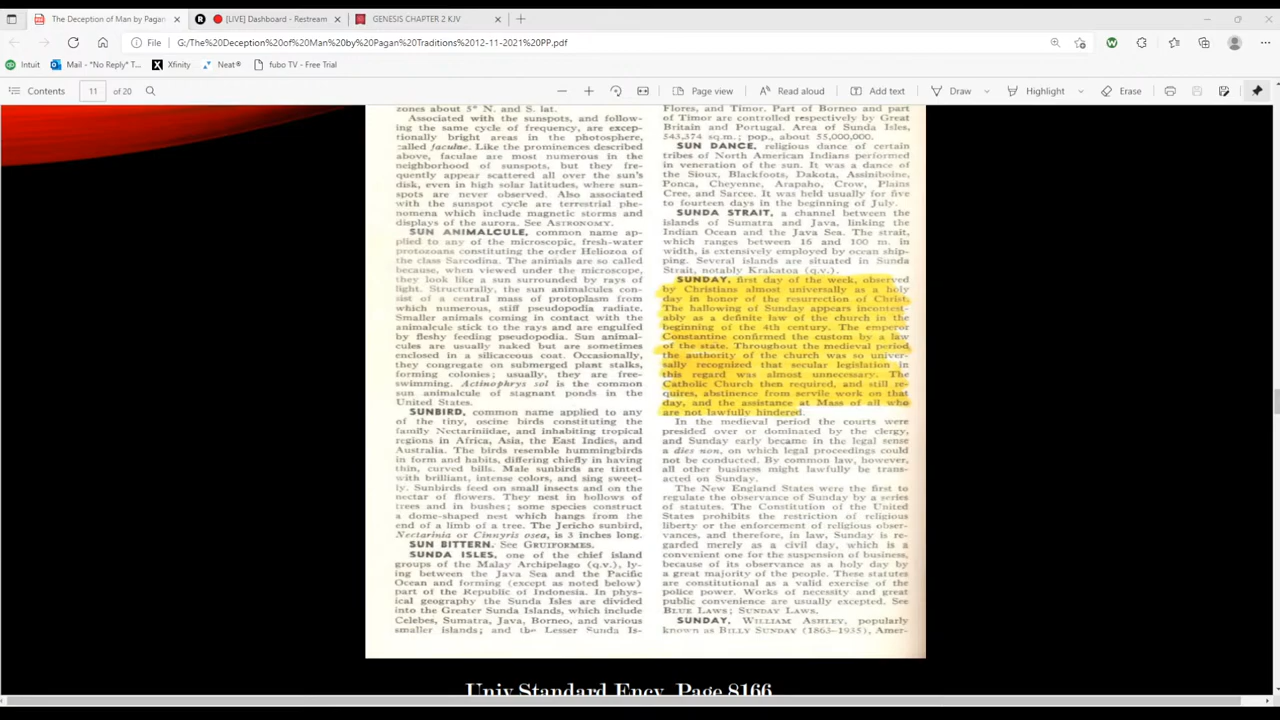 The Deception of Man by Pagan
[LIVE] Dashboard - Restream
GENESIS CHAPTER 2 KJV
File
G:/The%20Deception%20of%20Man%20by%20Pagan%20Traditions%2012-11-2021%20PP.pdf
Intuit
Mail - "No Reply" T...
Xfinity
Neat®
fubo TV - Free Trial
Contents
11
of 20
Page view
Read aloud
Add text
Draw
Highlight
Erase
zones about 5° N. and S. lat.
Associated with the sunspots, and follow-
ing the same cycle of frequency, are excep-
tionally bright areas in the photosphere,
called faculae. Like the prominences described
above, faculae are most numerous in the
neighborhood of sunspots, but they fre-
quently appear scattered all over the sun's
disk, even in high solar latitudes, where sun-
spots are never observed. Also associated
with the sunspot cycle are terrestrial phe-
nomena which include magnetic storms and
displays of the aurora. See ASTRONOMY.
SUN ANIMALCULE, common name ap-
plied to any of the microscopic, fresh-water
protozoans constituting the order Heliozoa of
the class Sarcodina. The animals are so called
because, when viewed under the microscope,
they look like a sun surrounded by rays of
light. Structurally, the sun animalcules con-
sist of a central mass of protoplasm from
which numerous, stiff pseudopodia radiate.
Smaller animals coming in contact with the
animalcule stick to the rays and are engulfed
by fleshy feeding pseudopodia. Sun animal-
cules are usually naked but are sometimes
enclosed in a silicaceous coat. Occasionally,
they congregate on submerged plant stalks,
forming colonies; usually, they are free-
swimming. Actinophrys sol is the common
sun animalcule of stagnant ponds in the
United States.
SUNBIRD, common name applied to any
of the tiny, oscine birds constituting the
family Nectariniidae, and inhabiting tropical
regions in Africa, Asia, the East Indies, and
Australia. The birds resemble hummingbirds
in form and habits, differing chiefly in having
thin, curved bills. Male sunbirds are tinted
with brilliant, intense colors, and sing sweet-
ly. Sunbirds feed on small insects and on the
nectar of flowers. They nest in hollows of
trees and in bushes; some species construct
a dome-shaped nest which hangs from the
end of a limb of a tree. The Jericho sunbird,
Nectarinia or Cinnyris osea, is 3 inches long.
SUN BITTERN. See GRUIFORMES.
SUNDA ISLES, one of the chief island
groups of the Malay Archipelago (q.v.), ly-
ing between the Java Sea and the Pacific
Ocean and forming (except as noted below)
part of the Republic of Indonesia. In phys-
ical geography the Sunda Isles are divided
into the Greater Sunda Islands, which include
Celebes, Sumatra, Java, Borneo, and various
smaller islands; and the Lesser Sunda Is-
Flores, and Timor. Part of Borneo and part
of Timor are controlled respectively by Great
Britain and Portugal. Area of Sunda Isles,
543,374 sq.m.; pop., about 55,000,000.
SUN DANCE, religious dance of certain
tribes of North American Indians performed
in veneration of the sun. It was a dance of
the Sioux, Blackfoots, Dakota, Assiniboine,
Ponca, Cheyenne, Arapaho, Crow, Plains
Cree, and Sarcee. It was held usually for five
to fourteen days in the beginning of July.
SUNDA STRAIT, a channel between the
islands of Sumatra and Java, linking the
Indian Ocean and the Java Sea. The strait,
which ranges between 16 and 100 m. in
width, is extensively employed by ocean ship-
ping. Several islands are situated in Sunda
Strait, notably Krakatoa (q.v.).
SUNDAY, first day of the week, observed
by Christians almost universally as a holy
day in honor of the resurrection of Christ.
The hallowing of Sunday appears incontest-
ably as a definite law of the church in the
beginning of the 4th century. The emperor
Constantine confirmed the custom by a law
of the state. Throughout the medieval period
the authority of the church was so univer-
sally recognized that secular legislation in
this regard was almost unnecessary. The
Catholic Church then required, and still re-
quires, abstinence from servile work on that
day, and the assistance at Mass of all who
are not lawfully hindered.
In the medieval period the courts were
presided over or dominated by the clergy,
and Sunday early became in the legal sense
a dies non, on which legal proceedings could
not be conducted. By common law, however,
all other business might lawfully be trans-
acted on Sunday.
The New England States were the first to
regulate the observance of Sunday by a series
of statutes. The Constitution of the United
States prohibits the restriction of religious
liberty or the enforcement of religious obser-
vances, and therefore, in law, Sunday is re-
garded merely as a civil day, which is a
convenient one for the suspension of business,
because of its observance as a holy day by
a great majority of the people. These statutes
are constitutional as a valid exercise of the
police power. Works of necessity and great
public convenience are usually excepted. See
BLUE LAWS; SUNDAY LAWS.
SUNDAY, WILLIAM ASHLEY, popularly
known as BILLY SUNDAY (1863-1935), Amer-
Univ Standard Ency. Page 8166